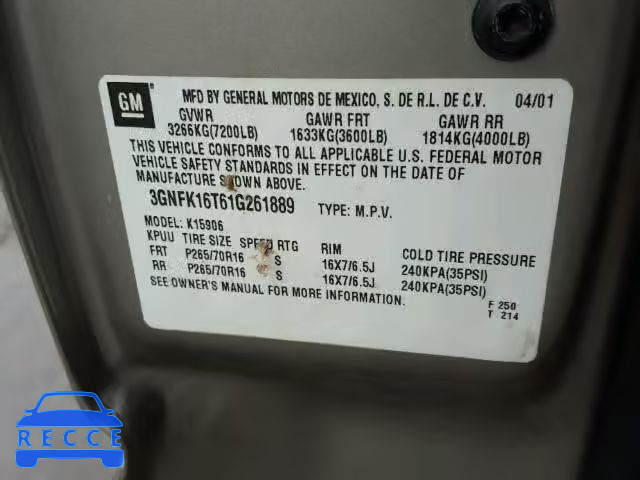 GM
MFD BY GENERAL MOTORS DE MEXICO, S. DE R.L. DE C.V. 04/01
GVWR GAWR FRT GAWR RR
3266KG(7200LB) 1633KG(3600LB) 1814KG(4000LB)
THIS VEHICLE CONFORMS TO ALL APPLICABLE U.S. FEDERAL MOTOR
VEHICLE SAFETY STANDARDS IN EFFECT ON THE DATE OF
MANUFACTURE SHOWN ABOVE.
3GNFK16T61G261889 TYPE: M.P.V.
MODEL: K15906
KPUU TIRE SIZE SPEED RTG RIM COLD TIRE PRESSURE
FRT P265/70R16 S 16X7/6.5J 240KPA(35PSI)
RR P265/70R16 S 16X7/6.5J 240KPA(35PSI)
SEE OWNER'S MANUAL FOR MORE INFORMATION.
F 250
T 214
RECCE